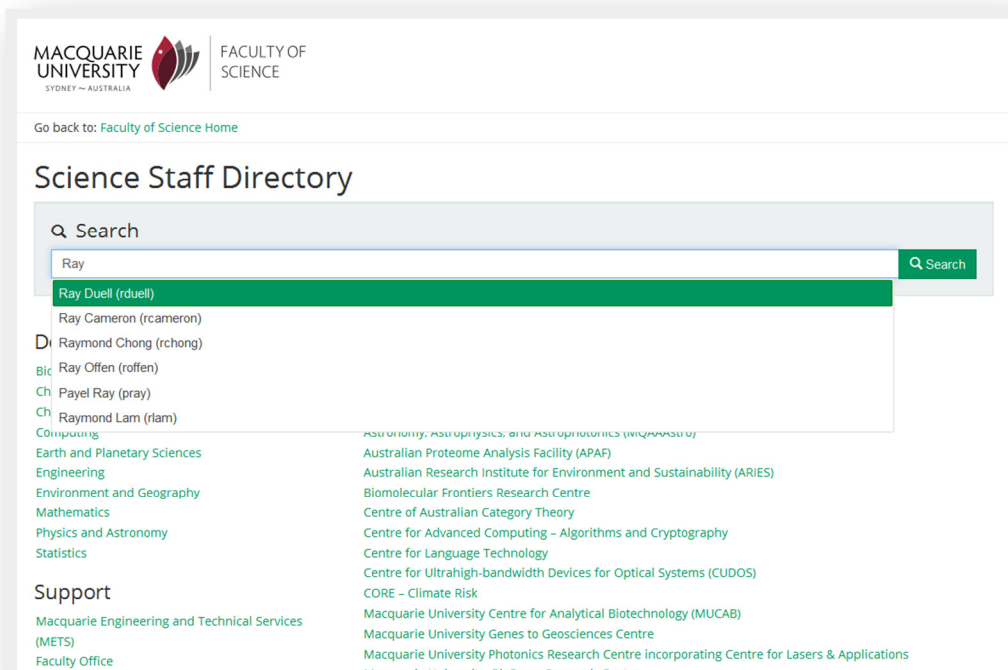 MACQUARIE
UNIVERSITY
SYDNEY ~ AUSTRALIA
FACULTY OF
SCIENCE
Go back to: Faculty of Science Home
Science Staff Directory
Search
Ray
Search
Ray Duell (rduell)
Ray Cameron (rcameron)
Raymond Chong (rchong)
Ray Offen (roffen)
Payel Ray (pray)
Raymond Lam (rlam)
Computing
Earth and Planetary Sciences
Engineering
Environment and Geography
Mathematics
Physics and Astronomy
Statistics
Support
Macquarie Engineering and Technical Services
(METS)
Faculty Office
Astronomy, Astrophysics, and Astrophotonics (MQAAAstro)
Australian Proteome Analysis Facility (APAF)
Australian Research Institute for Environment and Sustainability (ARIES)
Biomolecular Frontiers Research Centre
Centre of Australian Category Theory
Centre for Advanced Computing – Algorithms and Cryptography
Centre for Language Technology
Centre for Ultrahigh-bandwidth Devices for Optical Systems (CUDOS)
CORE – Climate Risk
Macquarie University Centre for Analytical Biotechnology (MUCAB)
Macquarie University Genes to Geosciences Centre
Macquarie University Photonics Research Centre incorporating Centre for Lasers & Applications